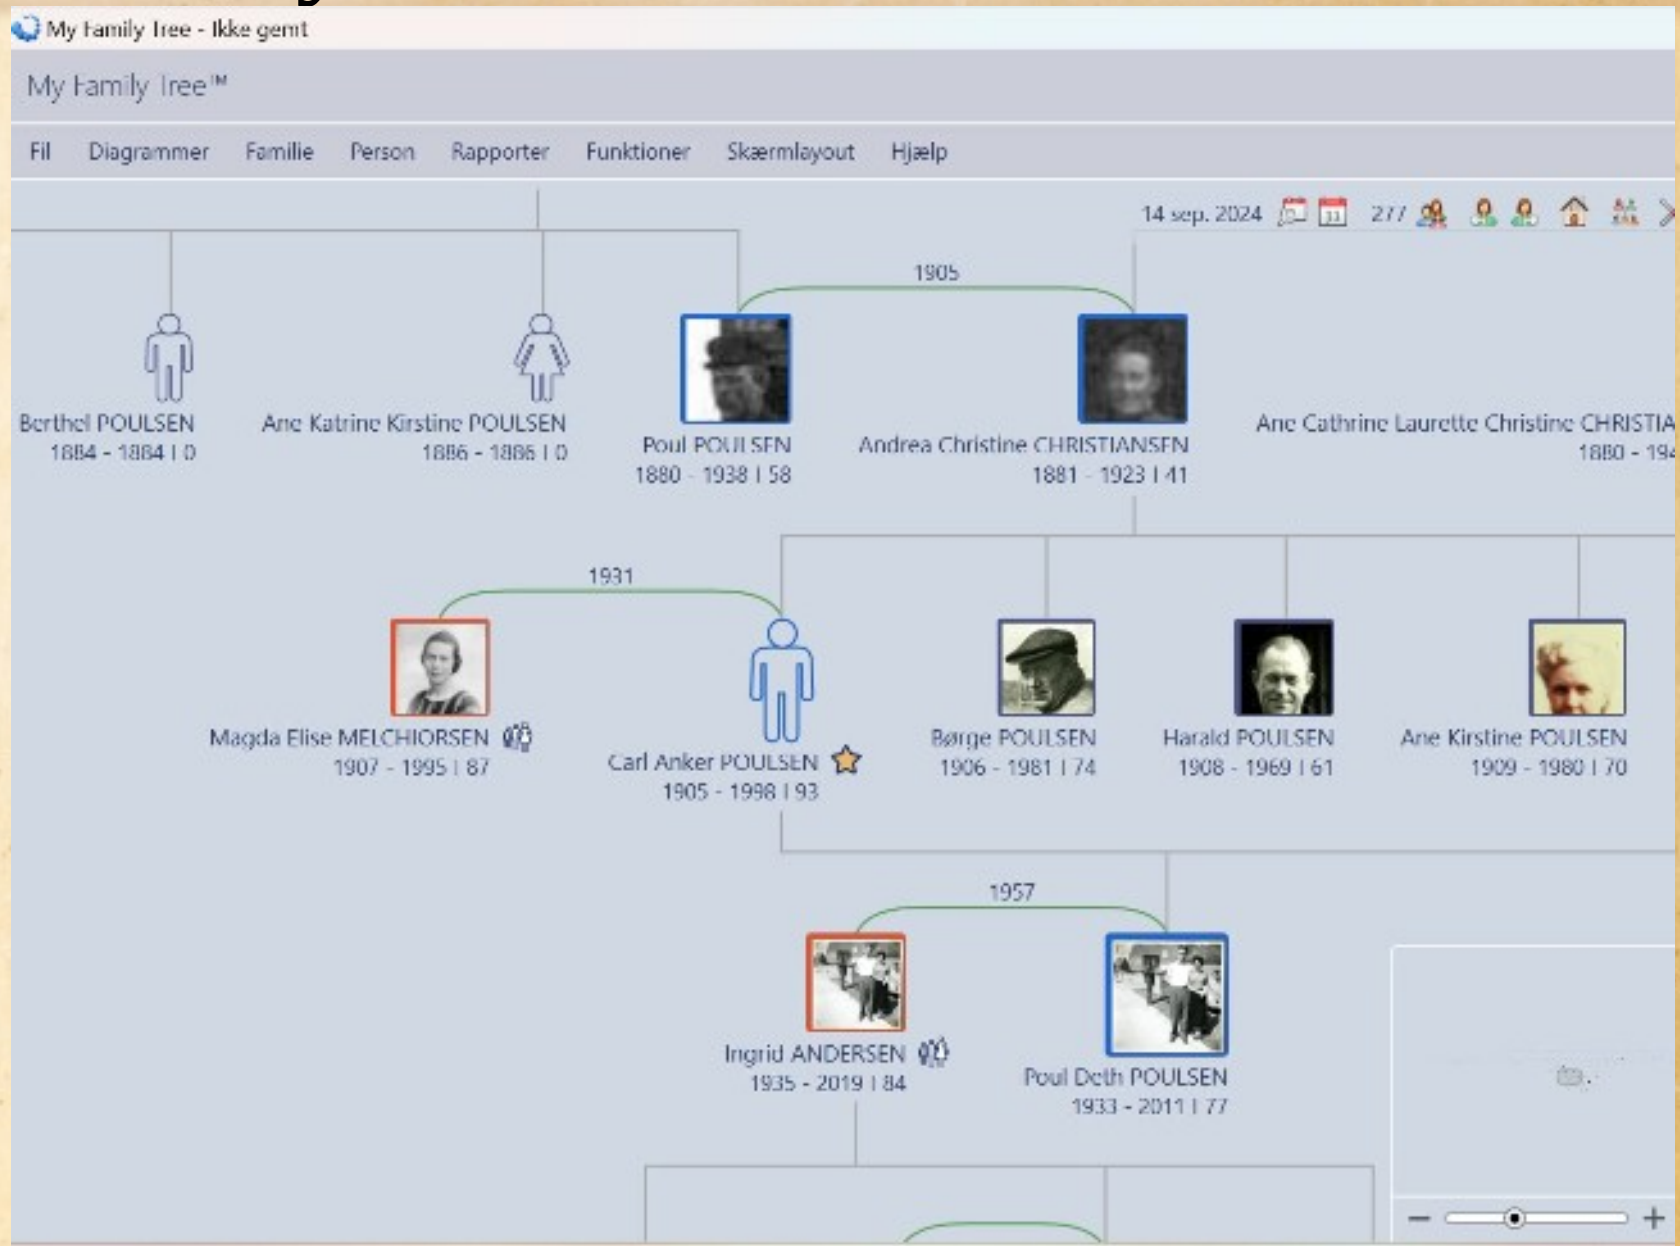 My Family Tree - Ikke gemt
My Family Tree™
Fil Diagrammer Familie Person Rapporter Funktioner Skærmlayout Hjælp
14 sep. 2024 277
1905
Berthel POULSEN
1884 - 1884 | 0
Ane Katrine Kirstine POULSEN
1886 - 1886 | 0
Poul POULSEN
1880 - 1938 | 58
Andrea Christine CHRISTIANSEN
1881 - 1923 | 41
Ane Cathrine Laurette Christine CHRISTIA
1880 - 194
1931
Magda Elise MELCHIORSEN
1907 - 1995 | 87
Carl Anker POULSEN
1905 - 1998 | 93
Børge POULSEN
1906 - 1981 | 74
Harald POULSEN
1908 - 1969 | 61
Ane Kirstine POULSEN
1909 - 1980 | 70
1957
Ingrid ANDERSEN
1935 - 2019 | 84
Poul Deth POULSEN
1933 - 2011 | 77